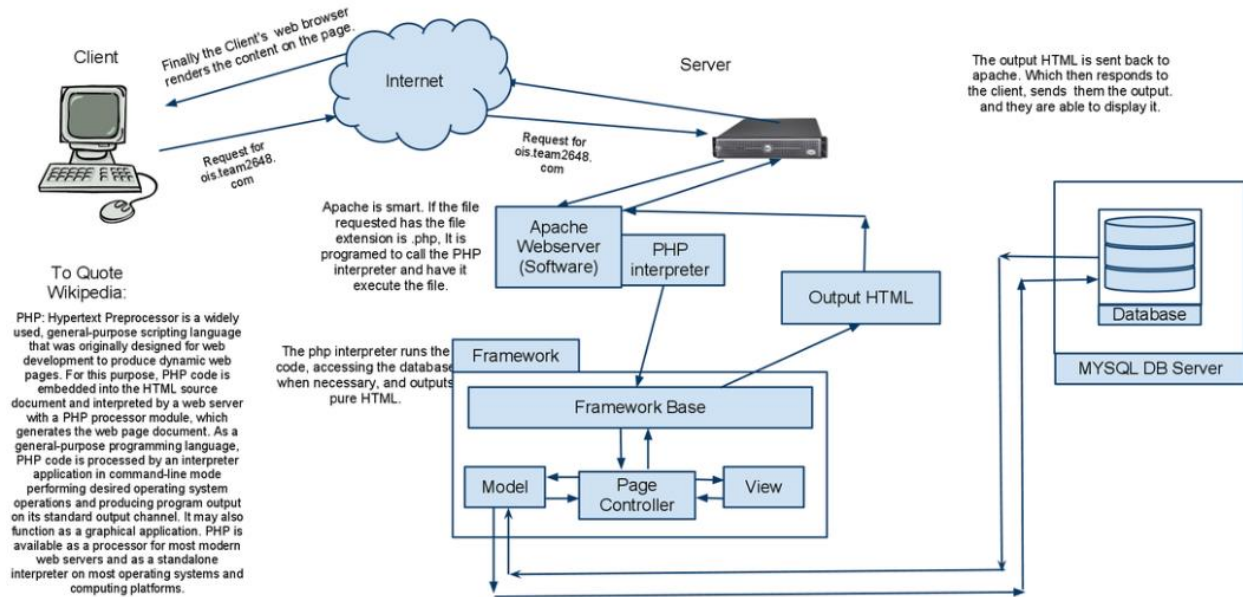 Client
Finally the Client's web browser
renders the content on the page.
Internet
Server
The output HTML is sent back to
apache. Which then responds to
the client, sends them the output.
and they are able to display it.
Request for
ois.team2648.
com
Request for
ois.team2648.
com
Apache is smart. If the file
requested has the file
extension is .php, It is
programed to call the PHP
interpreter and have it
execute the file.
Apache
Webserver
(Software)
PHP
interpreter
Output HTML
Database
MYSQL DB Server
To Quote
Wikipedia:
PHP: Hypertext Preprocessor is a widely
used, general-purpose scripting language
that was originally designed for web
development to produce dynamic web
pages. For this purpose, PHP code is
embedded into the HTML source
document and interpreted by a web server
with a PHP processor module, which
generates the web page document. As a
general-purpose programming language,
PHP code is processed by an interpreter
application in command-line mode
performing desired operating system
operations and producing program output
on its standard output channel. It may also
function as a graphical application. PHP is
available as a processor for most modern
web servers and as a standalone
interpreter on most operating systems and
computing platforms.
The php interpreter runs the
code, accessing the database
when necessary, and outputs
pure HTML.
Framework
Framework Base
Model
Page
Controller
View